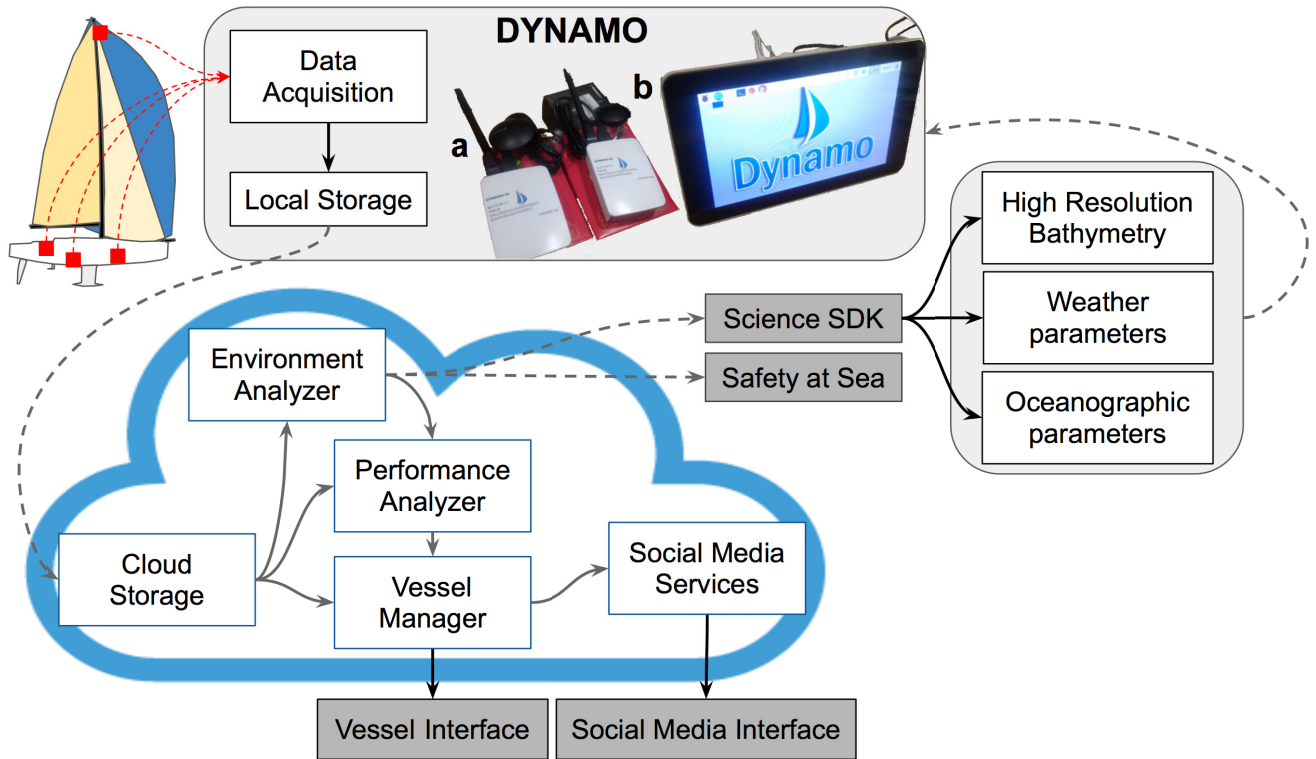 DYNAMO
Data
Acquisition
Local Storage
a
b
Dynamo
High Resolution
Bathymetry
Weather
parameters
Oceanographic
parameters
Science SDK
Safety at Sea
Environment
Analyzer
Performance
Analyzer
Cloud
Storage
Vessel
Manager
Social Media
Services
Vessel Interface
Social Media Interface